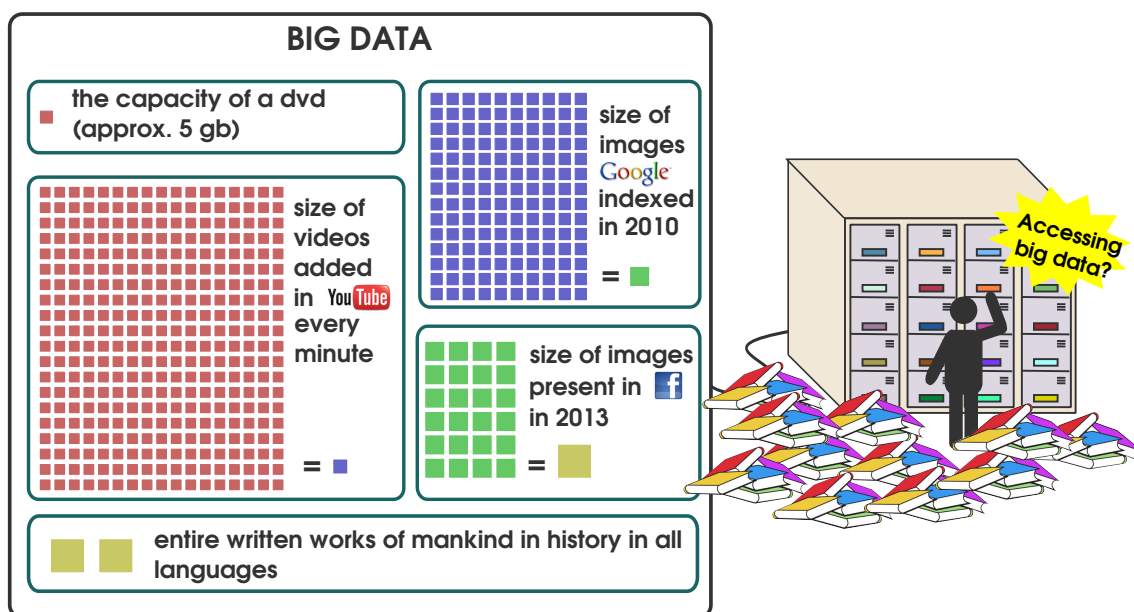 BIG DATA
the capacity of a dvd
(approx. 5 gb)
size of
videos
added
in YouTube
every
minute
=
size of
images
Google
indexed
in 2010
=
size of images
present in f
in 2013
=
entire written works of mankind in history in all
languages
Accessing
big data?